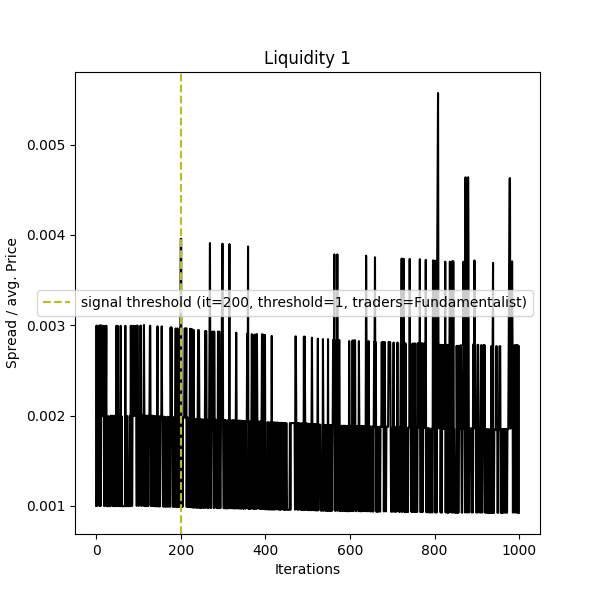 Liquidity 1
Spread / avg. Price
0.005
0.004
0.003
0.002
0.001
signal threshold (it=200, threshold=1, traders=Fundamentalist)
0 200 400 600 800 1000
Iterations